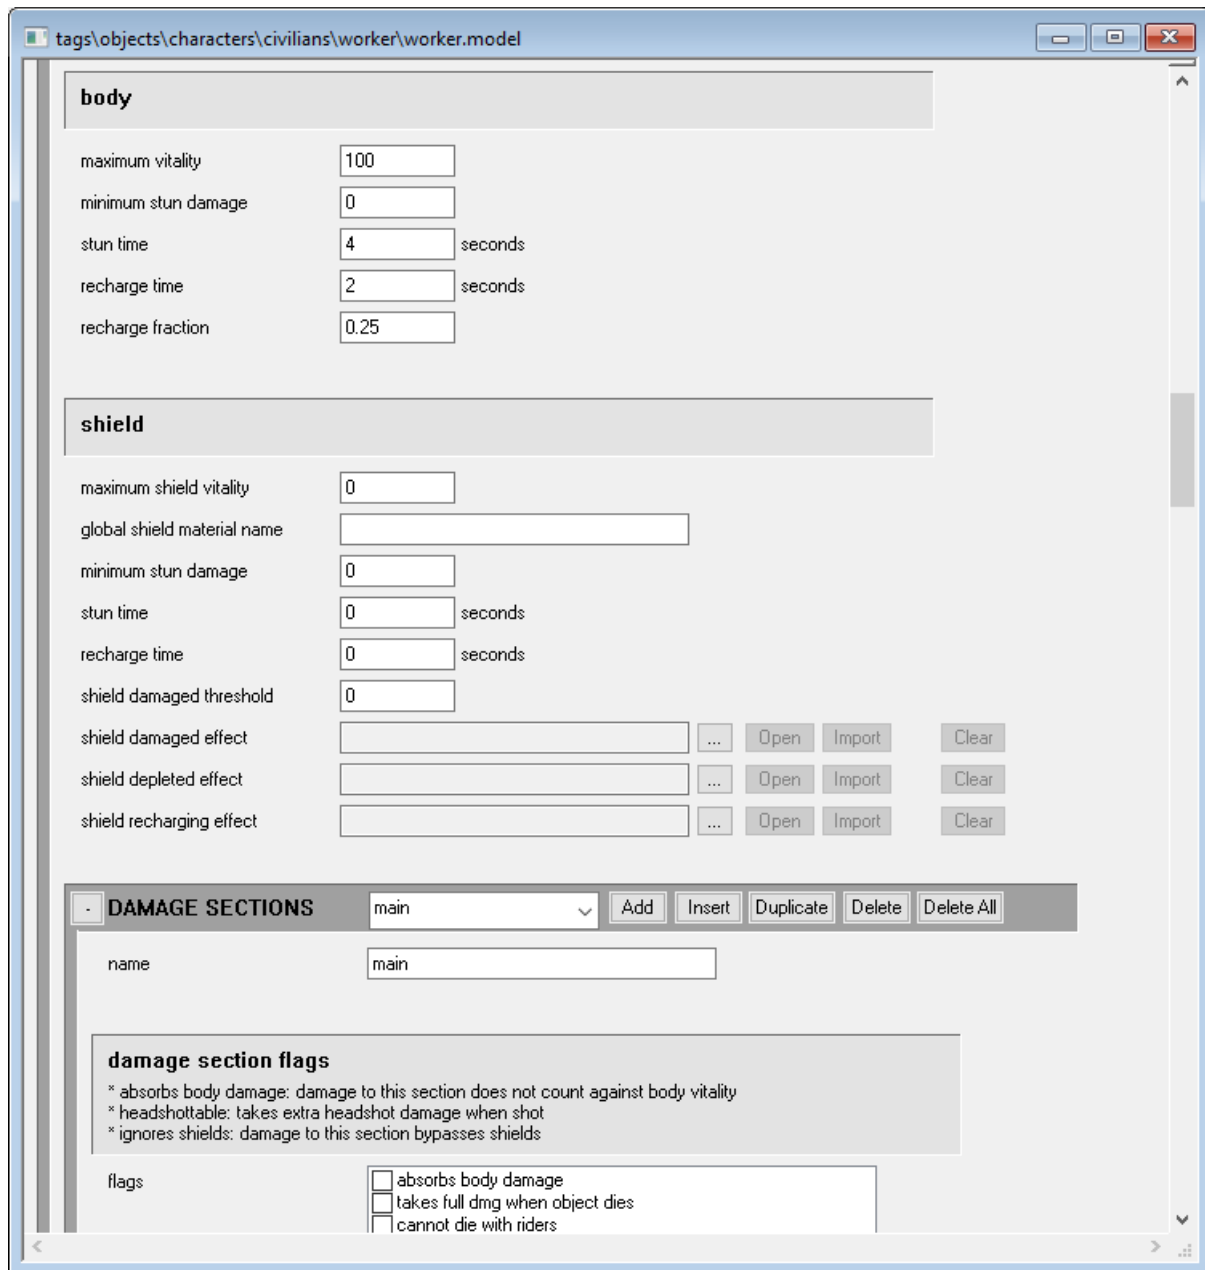 tags\objects\characters\civilians\worker\worker.model
body
maximum vitality 100
minimum stun damage 0
stun time 4 seconds
recharge time 2 seconds
recharge fraction 0.25
shield
maximum shield vitality 0
global shield material name
minimum stun damage 0
stun time 0 seconds
recharge time 0 seconds
shield damaged threshold 0
shield damaged effect ... Open Import Clear
shield depleted effect ... Open Import Clear
shield recharging effect ... Open Import Clear
- DAMAGE SECTIONS main Add Insert Duplicate Delete Delete All
name main
damage section flags
* absorbs body damage: damage to this section does not count against body vitality
* headshottable: takes extra headshot damage when shot
* ignores shields: damage to this section bypasses shields
flags absorbs body damage
takes full dmg when object dies
cannot die with riders